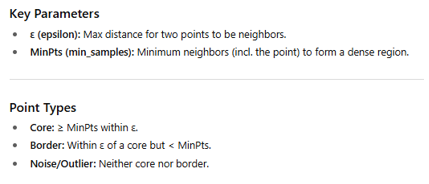 Key Parameters
• ε (epsilon): Max distance for two points to be neighbors.
• MinPts (min_samples): Minimum neighbors (incl. the point) to form a dense region.
Point Types
• Core: ≥ MinPts within ε.
• Border: Within ε of a core but < MinPts.
• Noise/Outlier: Neither core nor border.